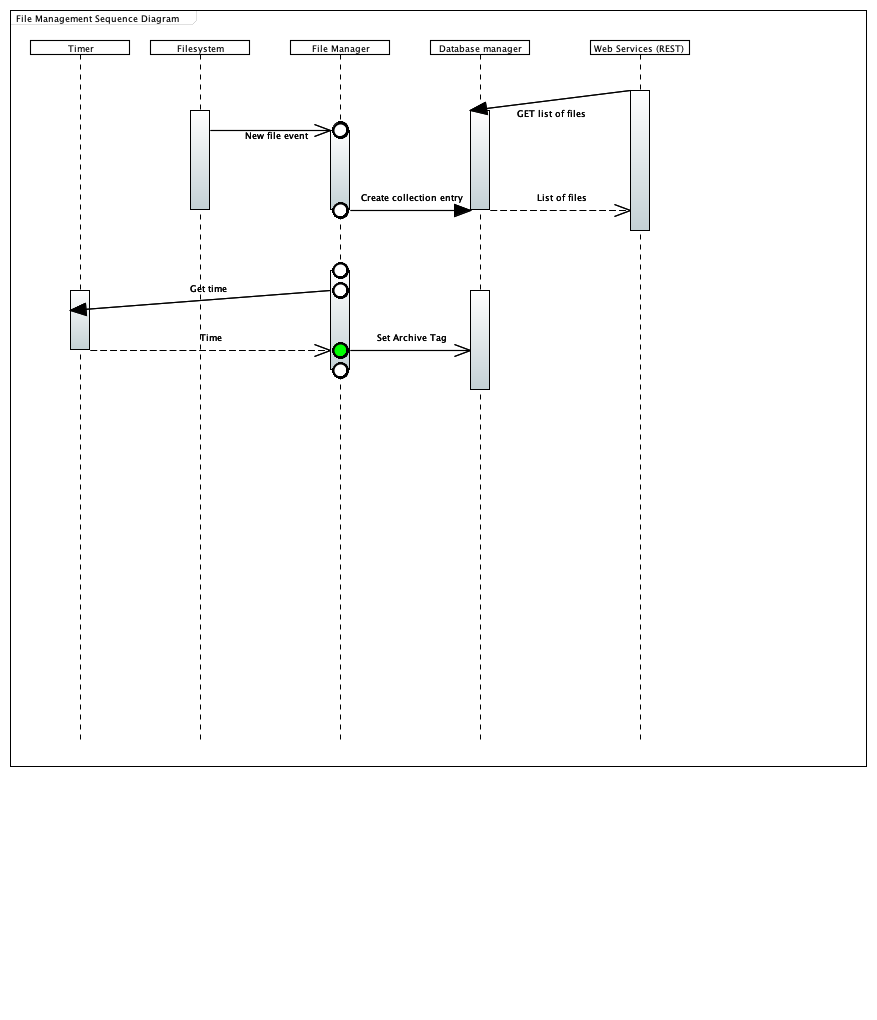 File Management Sequence Diagram
Timer
Filesystem
File Manager
Database manager
Web Services (REST)
GET list of files
New file event
Create collection entry
List of files
Get time
Time
Set Archive Tag